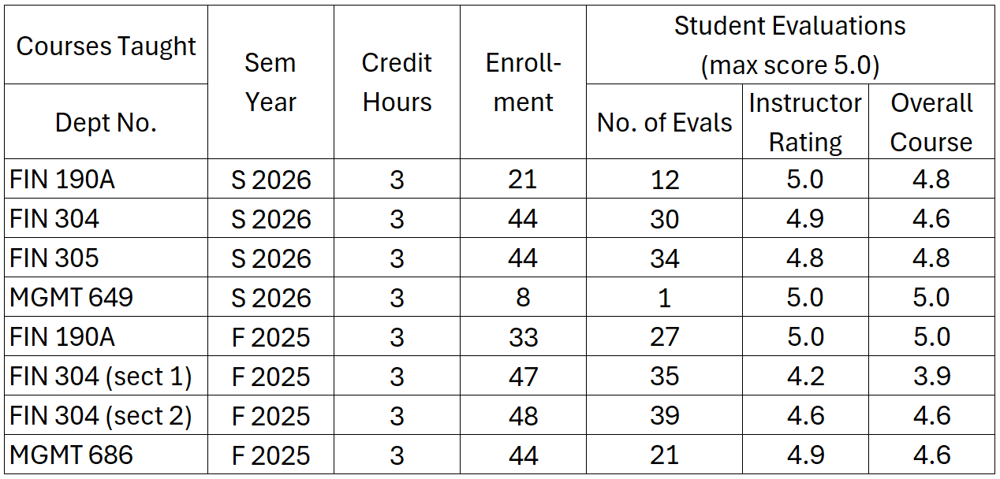 Courses Taught
Sem
Year
Credit
Hours
Enroll-
ment
Student Evaluations
(max score 5.0)
Dept No.
No. of Evals
Instructor
Rating
Overall
Course
FIN 190A S 2026 3 21 12 5.0 4.8
FIN 304 S 2026 3 44 30 4.9 4.6
FIN 305 S 2026 3 44 34 4.8 4.8
MGMT 649 S 2026 3 8 1 5.0 5.0
FIN 190A F 2025 3 33 27 5.0 5.0
FIN 304 (sect 1) F 2025 3 47 35 4.2 3.9
FIN 304 (sect 2) F 2025 3 48 39 4.6 4.6
MGMT 686 F 2025 3 44 21 4.9 4.6